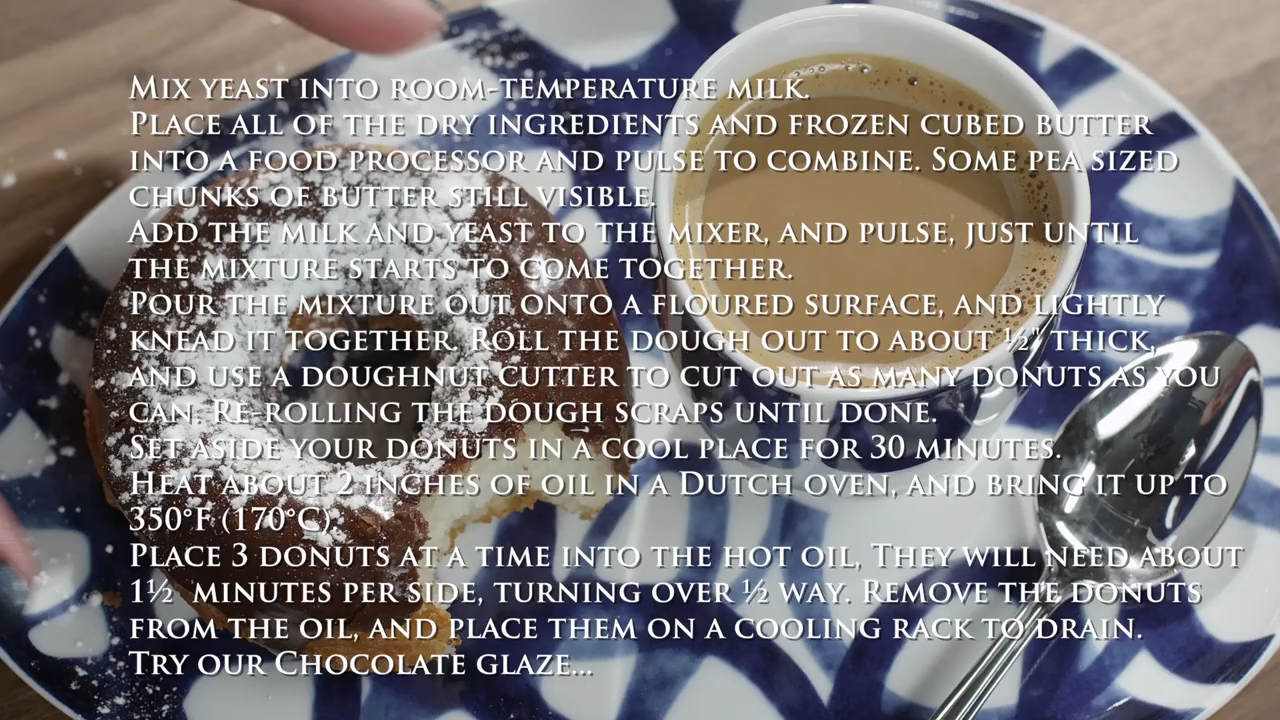 Mix yeast into room-temperature milk.
Place all of the dry ingredients and frozen cubed butter
into a food processor and pulse to combine. Some pea sized
chunks of butter still visible.
Add the milk and yeast to the mixer, and pulse, just until
the mixture starts to come together.
Pour the mixture out onto a floured surface, and lightly
knead it together. Roll the dough out to about ½" thick,
and use a doughnut cutter to cut out as many donuts as you
can. Re-rolling the dough scraps until done.
Set aside your donuts in a cool place for 30 minutes.
Heat about 2 inches of oil in a Dutch oven, and bring it up to
350°F (170°C).
Place 3 donuts at a time into the hot oil, They will need about
1½  minutes per side, turning over ½ way. Remove the donuts
from the oil, and place them on a cooling rack to drain.
Try our Chocolate glaze...